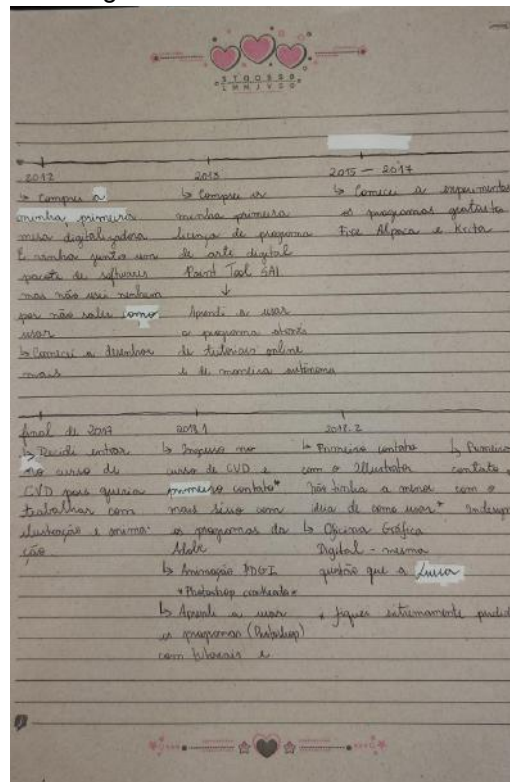 S T Q Q S S D
2012
↳ Comprei a
minha primeira
mesa digitalizadora
E vinha junto um
pacote de softwares
mas não usei nenhum
por não saber como
usar
↳ Comecei a desenhar
mais
2013
↳ Comprei as
minha primeira
licença de programa
de arte digital
Paint Tool SAI
↓
Aprendi a usar
o programa através
de tutoriais online
e de maneira autônoma
2015 — 2017
↳ Comecei a experimentar
os programas gratuitos
Fire Alpaca e Krita
final de 2017
↳ Decidi entrar
no curso de
CVD pois queria
trabalhar com
ilustração e anima-
ção
2018.1
↳ Ingresso no
curso de CVD e
primeiro contato*
mais sério com
os programas da
Adobe
↳ Animação
*Photoshop
↳ Aprendi a usar
os programas (Photoshop)
com tutoriais e
2018.2
↳ Primeiro contato
com o Illustrator
*não tinha a menor
ideia de como usar*
↳ Oficina Gráfica
Digital - mesma
questão que a Luisa
* fiquei extremamente perdid
↳ Primeiro
contato
com o
Indesign